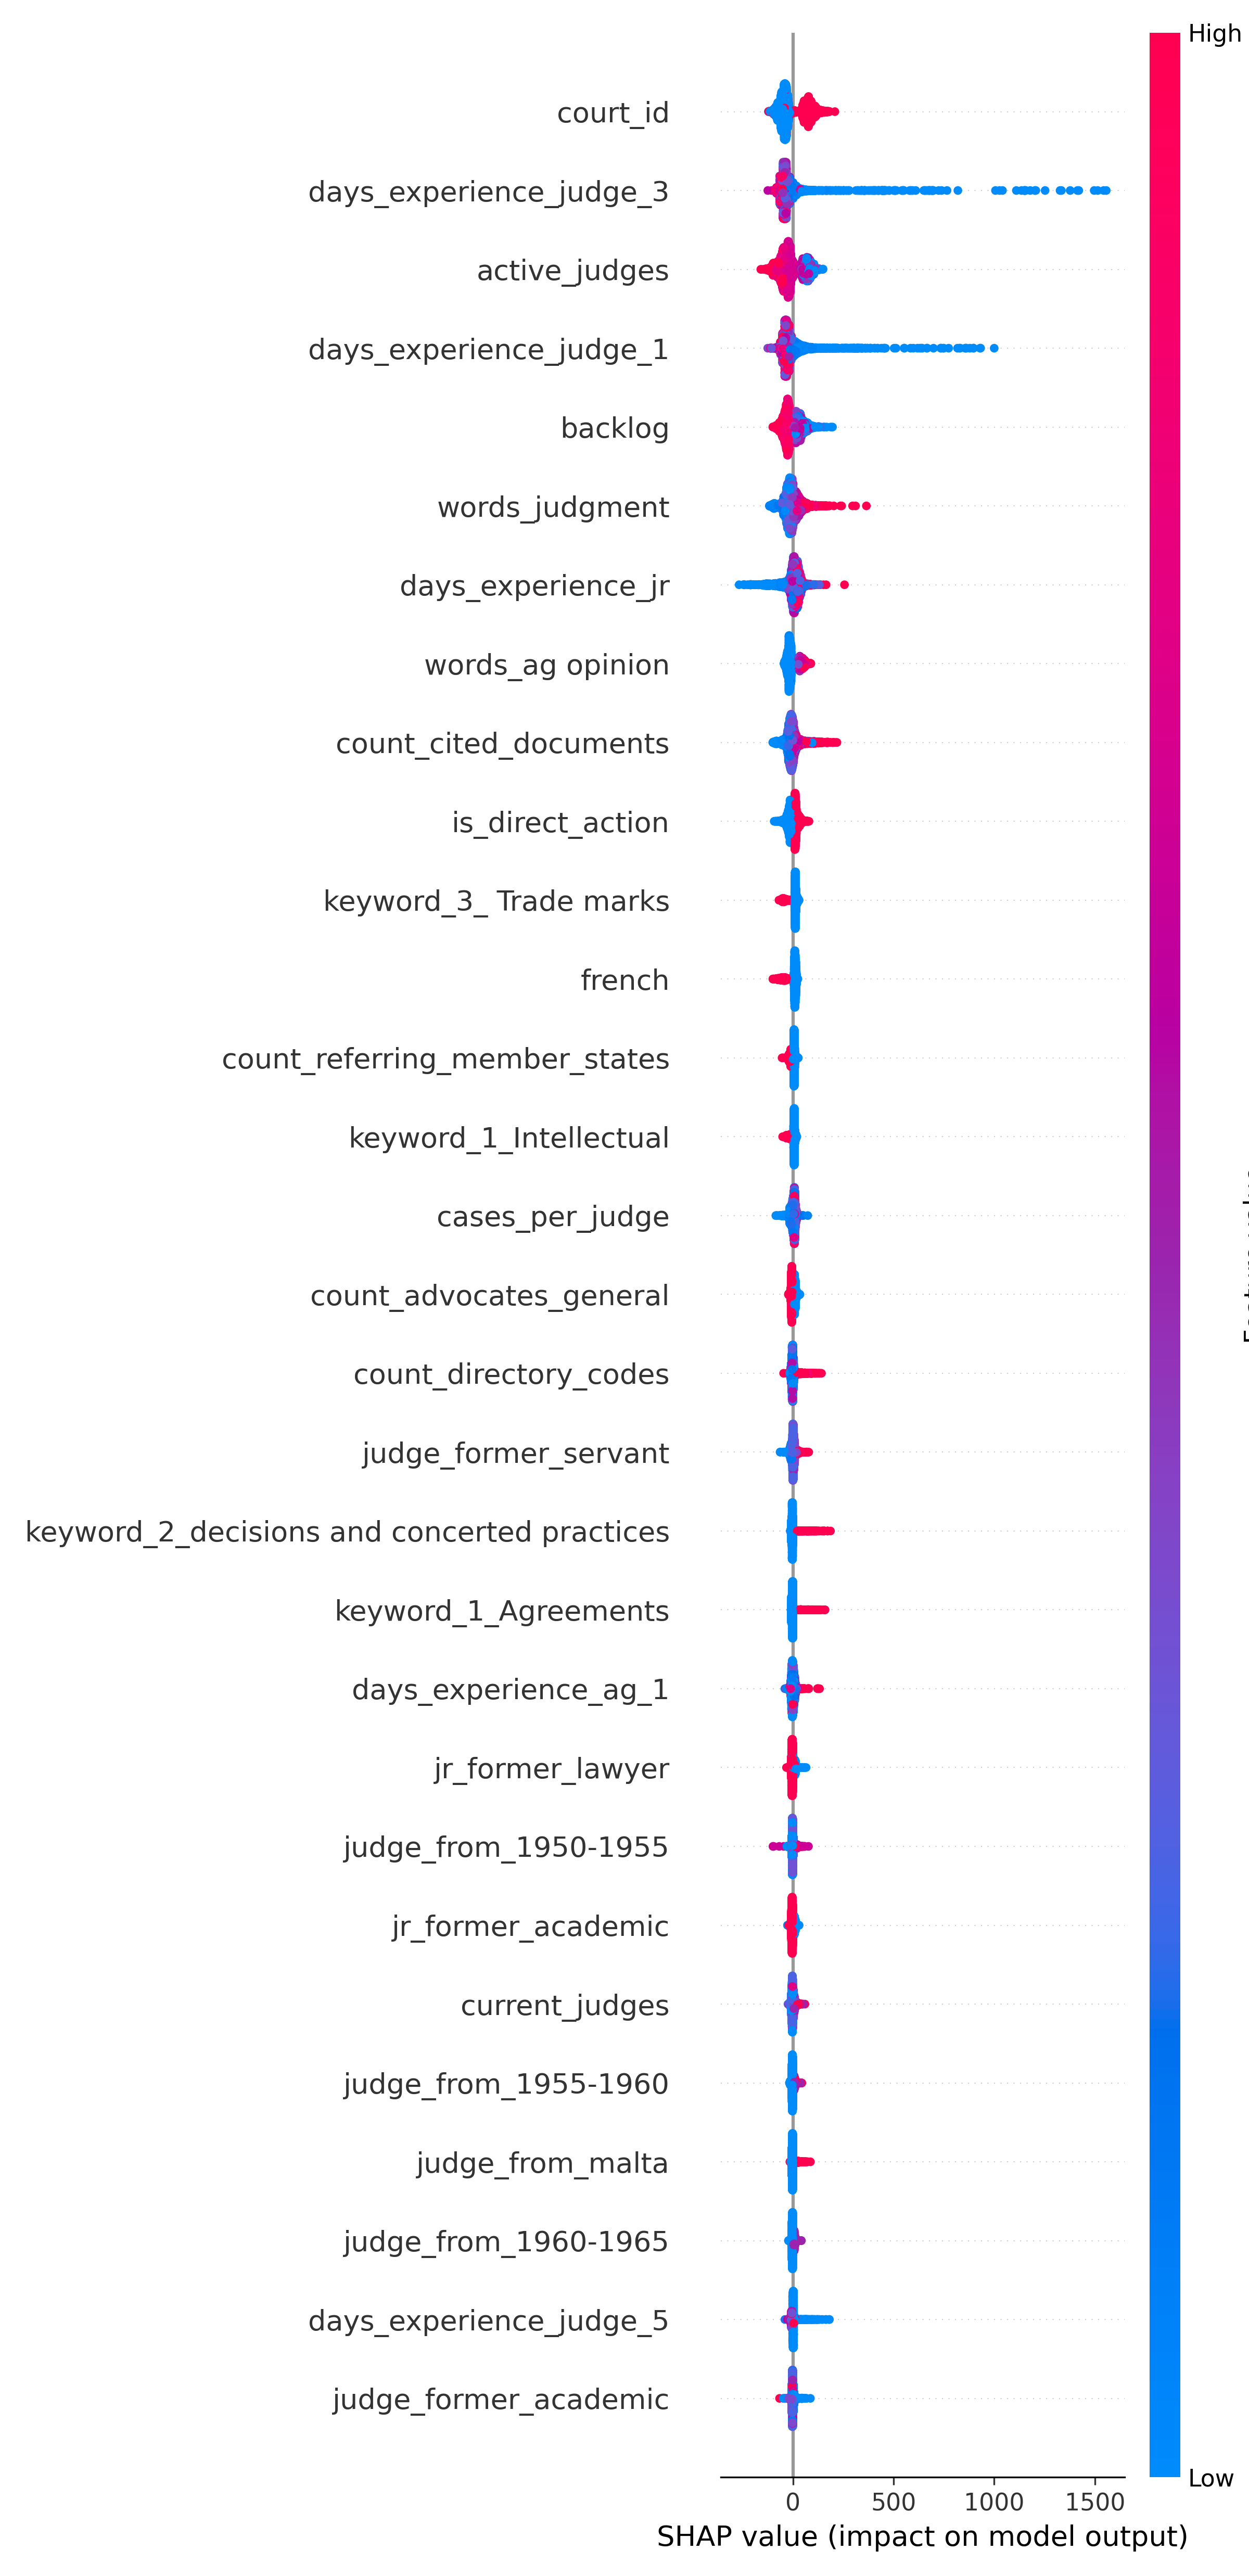 High
court_id
days_experience_judge_3
active_judges
days_experience_judge_1
backlog
words_judgment
days_experience_jr
words_ag opinion
count_cited_documents
is_direct_action
keyword_3_ Trade marks
french
count_referring_member_states
keyword_1_Intellectual
cases_per_judge
count_advocates_general
count_directory_codes
judge_former_servant
keyword_2_decisions and concerted practices
keyword_1_Agreements
days_experience_ag_1
jr_former_lawyer
judge_from_1950-1955
jr_former_academic
current_judges
judge_from_1955-1960
judge_from_malta
judge_from_1960-1965
days_experience_judge_5
judge_former_academic
Low
0 500 1000 1500
SHAP value (impact on model output)